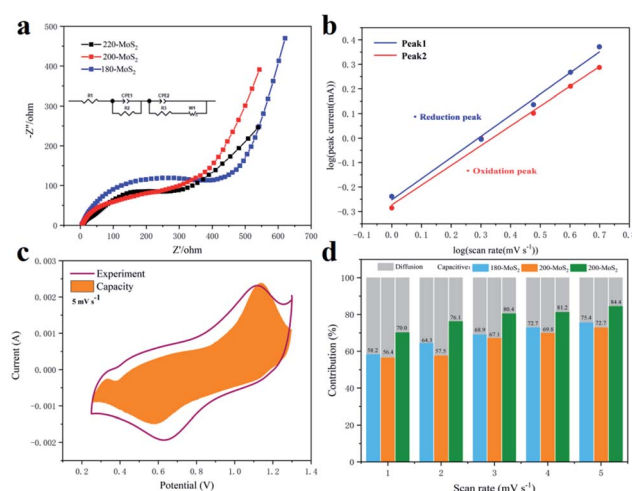 a
-Z''/ohm
500
400
300
200
100
0
220-MoS₂
200-MoS₂
180-MoS₂
R1
CPE1
CPE2
R2
R3
W1
0 100 200 300 400 500 600 700
Z'/ohm
b
log(peak current(mA)
0.4
0.3
0.2
0.1
0.0
-0.1
-0.2
-0.3
Peak1
Peak2
Reduction peak
Oxidation peak
0.0 0.1 0.2 0.3 0.4 0.5 0.6 0.7 0.8
log(scan rate(mV s⁻¹))
c
Current (A)
0.003
0.002
0.001
0.000
-0.001
-0.002
Experiment
Capacity
5 mV s⁻¹
0.2 0.4 0.6 0.8 1.0 1.2 1.4
Potential (V)
d
Contribution (%)
100
80
60
40
20
0
Diffusion Capacitive: 180-MoS₂ 200-MoS₂ 200-MoS₂
58.2 56.4 70.0
64.3 57.5 76.1
68.9 67.1 80.4
72.7 69.8 81.2
75.4 72.7 84.4
1 2 3 4 5
Scan rate (mV s⁻¹)